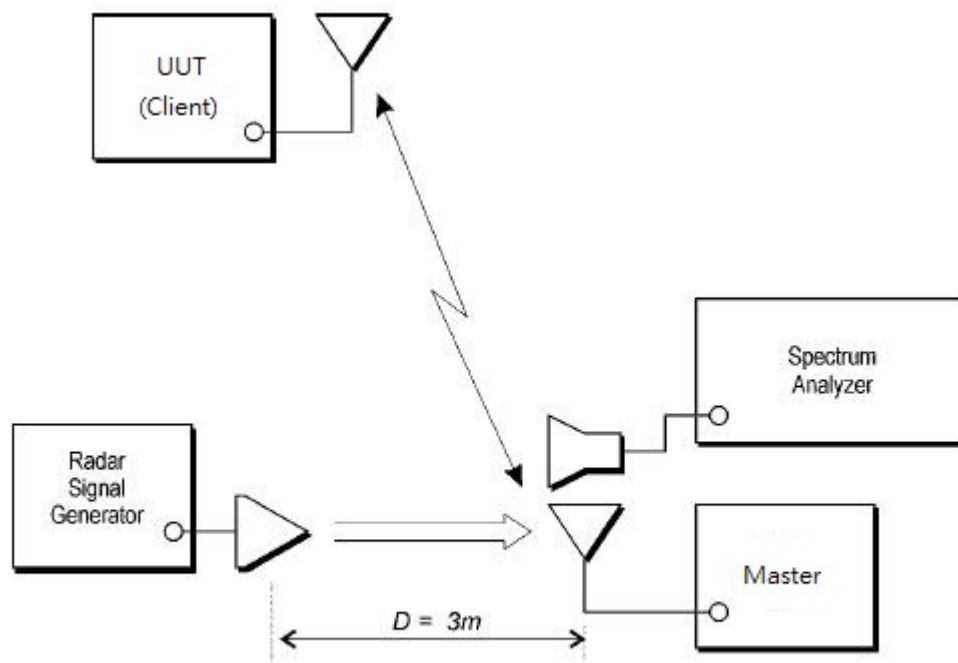 UUT
(Client)
Spectrum
Analyzer
Radar
Signal
Generator
Master
D = 3m